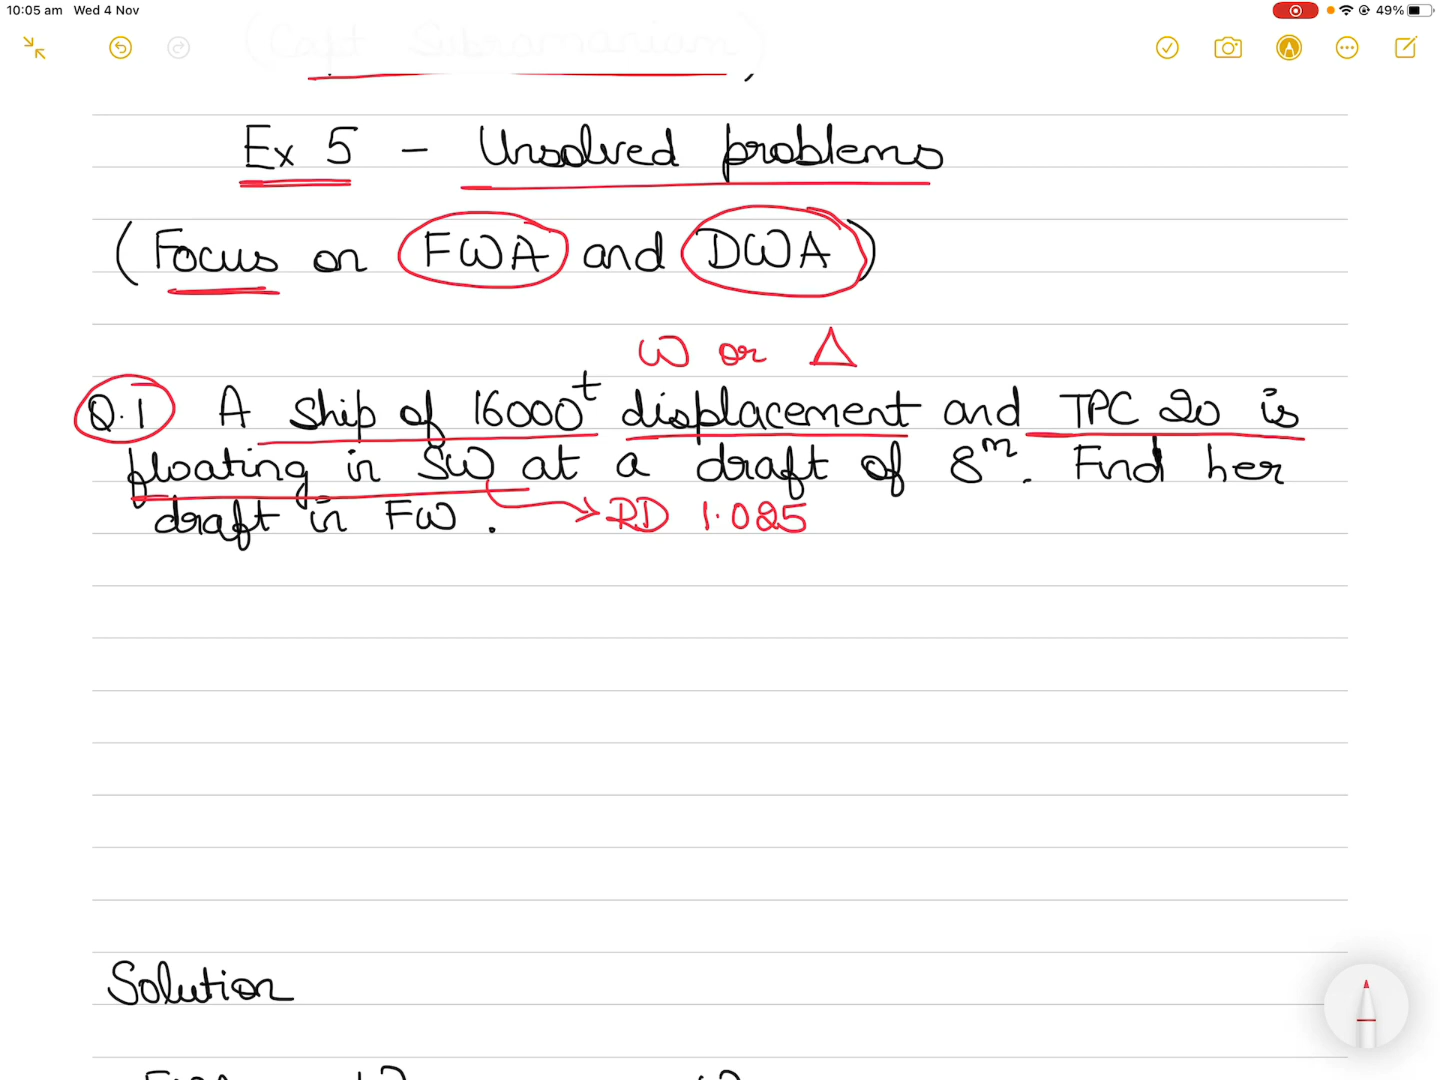 10:05 am Wed 4 Nov
49%
(Capt Subramaniam)
Ex 5 - Unsolved problems
(Focus on FWA and DWA)
W or Δ
Q.1 A ship of 16000t displacement and TPC 20 is
floating in SW at a draft of 8m. Find her
draft in FW.
RD 1.025
Solution